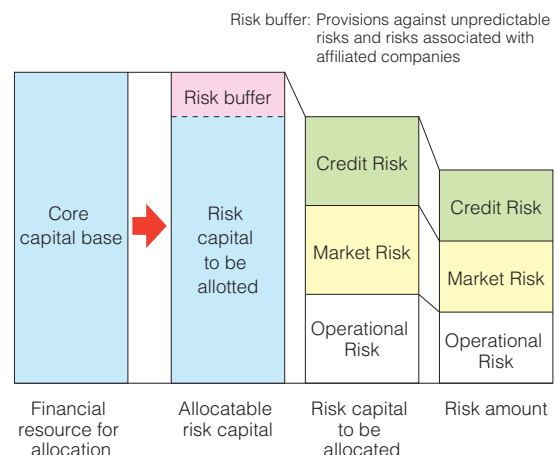 Risk buffer: Provisions against unpredictable
risks and risks associated with
affiliated companies
Risk buffer
Core
capital base
Risk
capital
to be
allotted
Credit Risk
Market Risk
Operational
Risk
Credit Risk
Market Risk
Operational
Risk
Financial
resource for
allocation
Allocatable
risk capital
Risk capital
to be
allocated
Risk amount